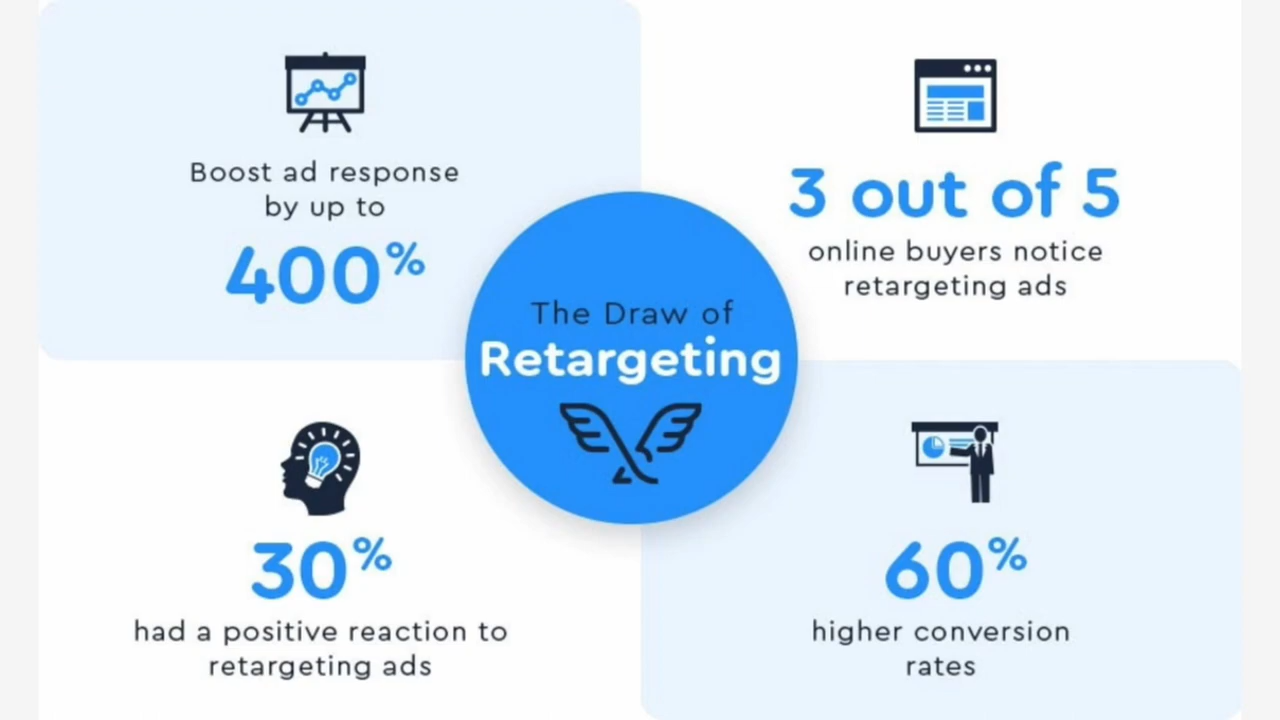 Boost ad response
by up to
400%
3 out of 5
online buyers notice
retargeting ads
The Draw of
Retargeting
30%
had a positive reaction to
retargeting ads
60%
higher conversion
rates